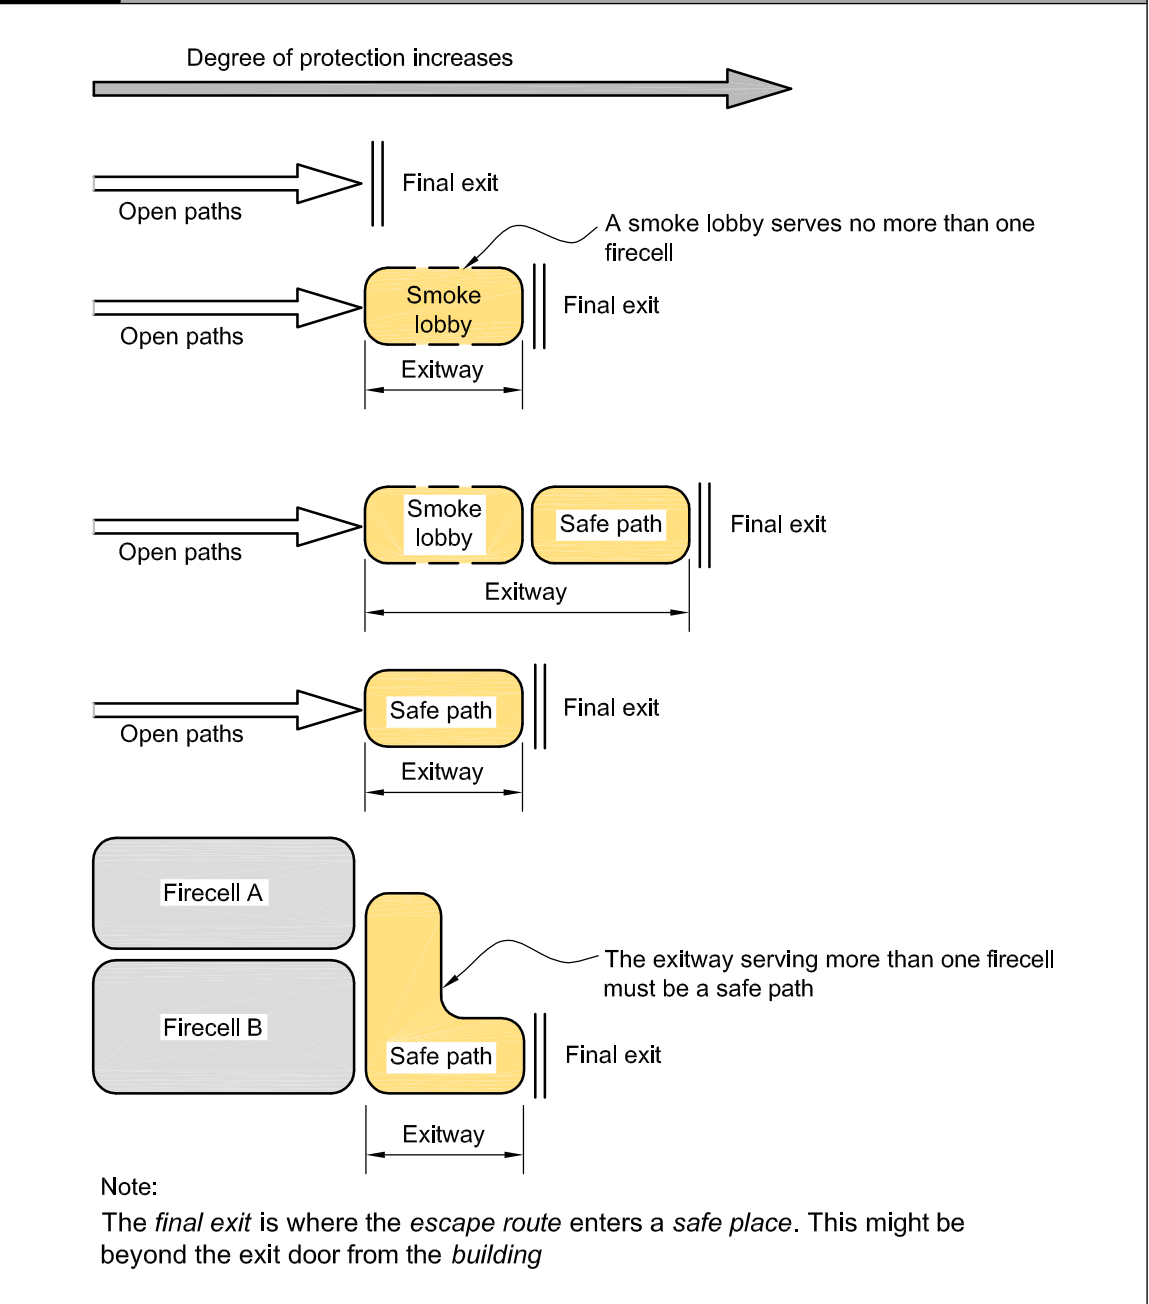 Degree of protection increases
Final exit
Open paths
A smoke lobby serves no more than one
firecell
Smoke
lobby
Final exit
Open paths
Exitway
Smoke
lobby
Safe path
Final exit
Open paths
Exitway
Safe path
Final exit
Open paths
Exitway
Firecell A
The exitway serving more than one firecell
must be a safe path
Firecell B
Safe path
Final exit
Exitway
Note:
The final exit is where the escape route enters a safe place. This might be
beyond the exit door from the building